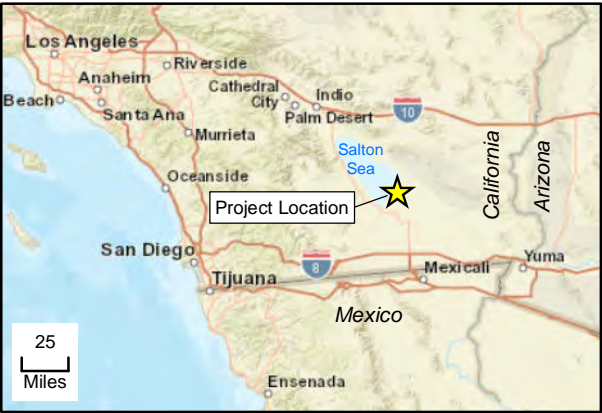 Los Angeles
Riverside
Anaheim
Cathedral
City
Indio
Beach
Santa Ana
Palm Desert
10
Murrieta
Salton
Sea
California
Arizona
Oceanside
Project Location
San Diego
8
Yuma
Tijuana
Mexicali
Mexico
25
Miles
Ensenada